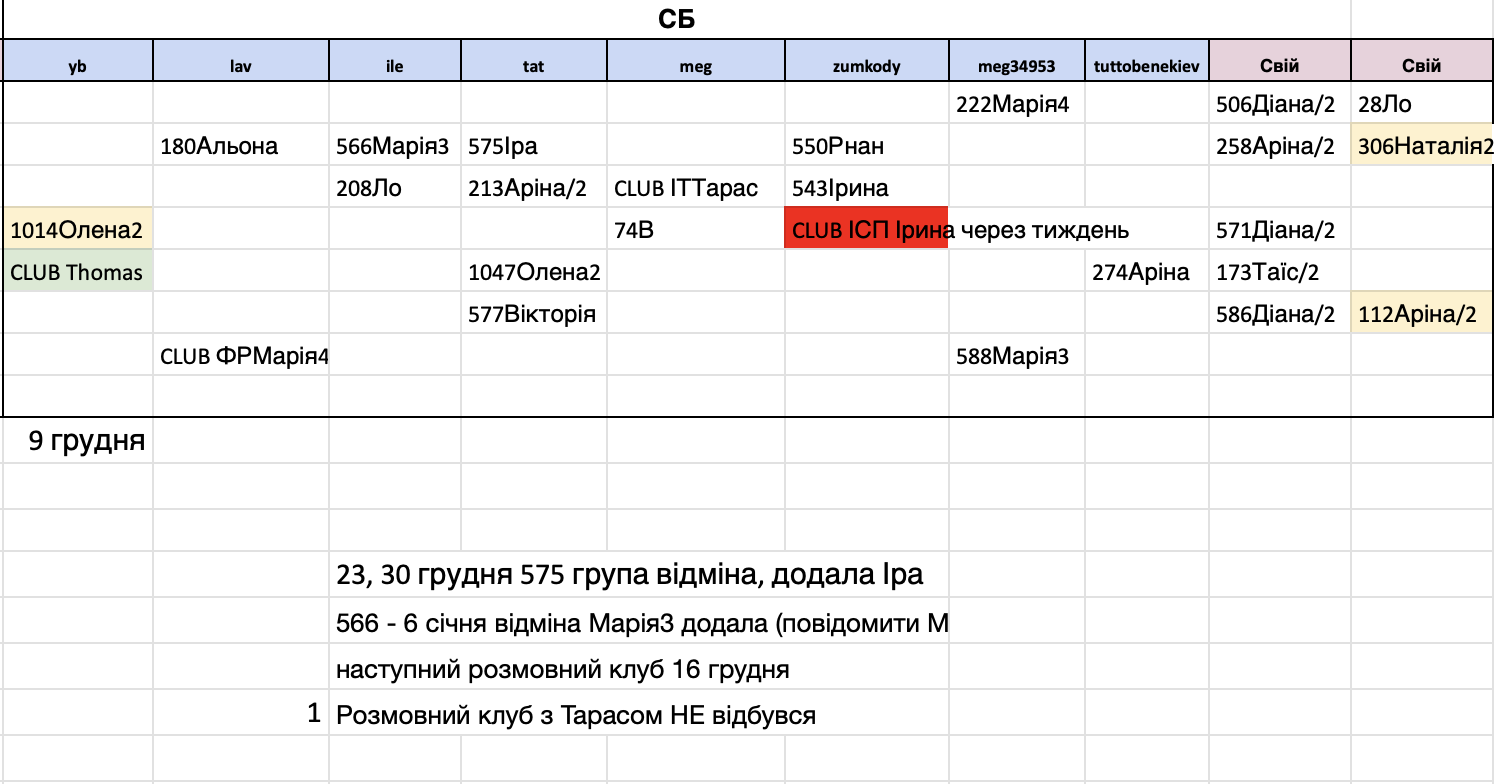 СБ
yb lav ile tat meg zumkody meg34953 tuttobenekiev Свій Свій
222Марія4 506Діана/2 28Ло
180Альона 566Марія3 575Іра 550Рнан 258Аріна/2 306Наталія2
208Ло 213Аріна/2 CLUB ІТТарас 543Ірина
1014Олена2 74В CLUB ІСП Ірина через тиждень 571Діана/2
CLUB Thomas 1047Олена2 274Аріна 173Таїс/2
577Вікторія 586Діана/2 112Аріна/2
CLUB ФРМарія4 588Марія3
9 грудня
23, 30 грудня 575 група відміна, додала Іра
566 - 6 січня відміна Марія3 додала (повідомити М
наступний розмовний клуб 16 грудня
1 Розмовний клуб з Тарасом НЕ відбувся